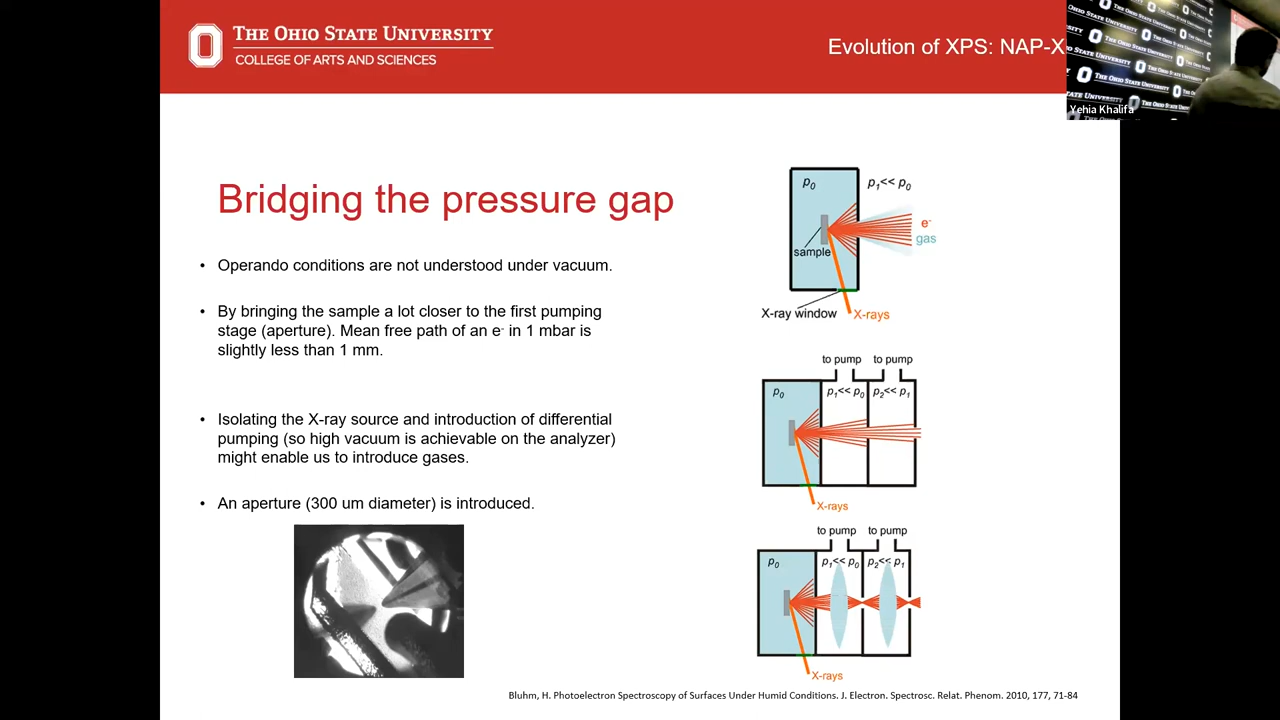 THE OHIO STATE UNIVERSITY
COLLEGE OF ARTS AND SCIENCES
Evolution of XPS: NAP-X
THE OHIO STATE UNIVERSITY
Yehia Khalifa
Bridging the pressure gap
• Operando conditions are not understood under vacuum.
• By bringing the sample a lot closer to the first pumping
stage (aperture). Mean free path of an e- in 1 mbar is
slightly less than 1 mm.
• Isolating the X-ray source and introduction of differential
pumping (so high vacuum is achievable on the analyzer)
might enable us to introduce gases.
• An aperture (300 um diameter) is introduced.
p0
p1<< p0
e-
gas
sample
X-ray window
X-rays
to pump to pump
p0
p1<< p0
p2<< p1
X-rays
to pump to pump
p0
p1<< p0
p2<< p1
X-rays
Bluhm, H. Photoelectron Spectroscopy of Surfaces Under Humid Conditions. J. Electron. Spectrosc. Relat. Phenom. 2010, 177, 71-84